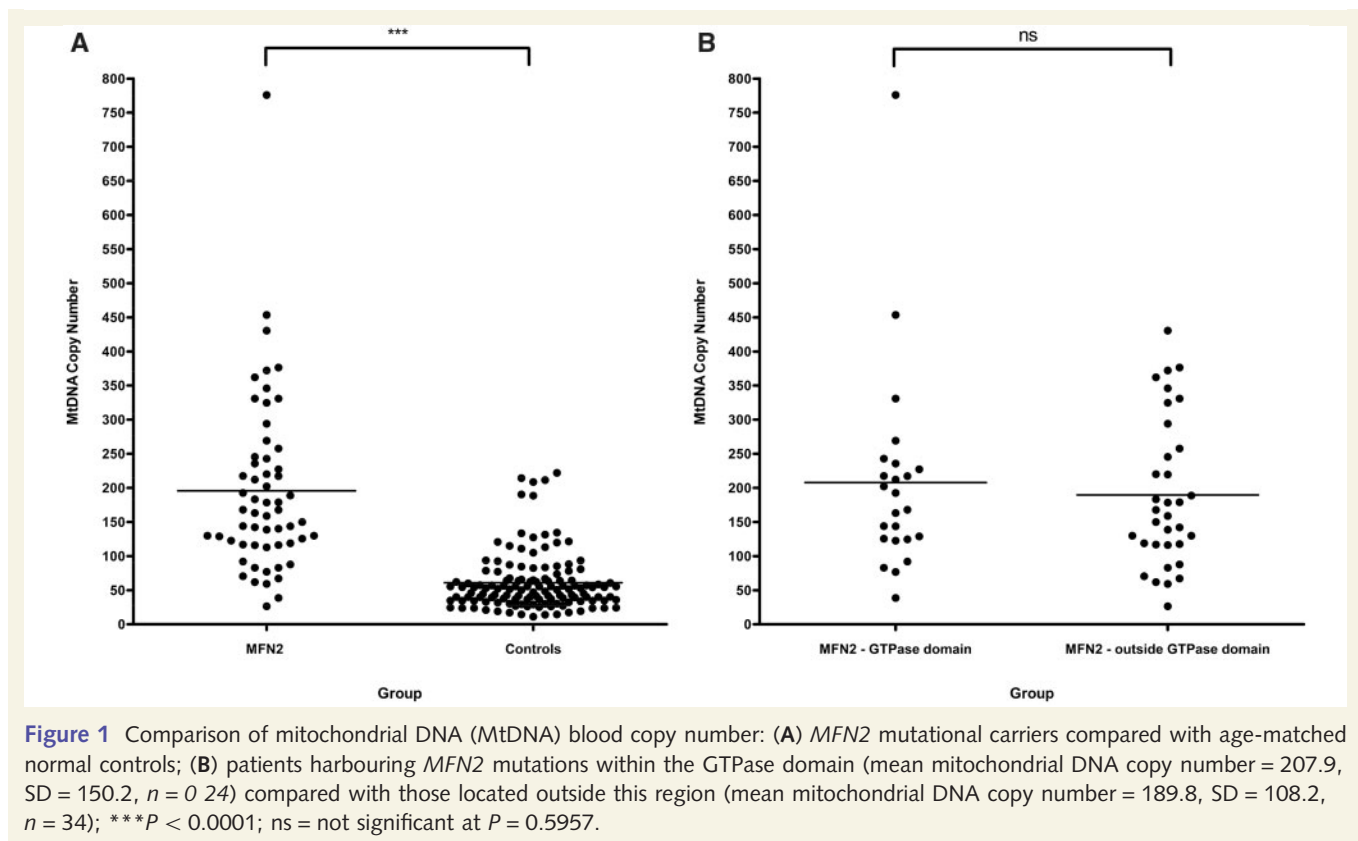 A
***
800
750
700
650
600
550
500
450
400
350
300
250
200
150
100
50
0
MtDNA Copy Number
MFN2 Controls
Group
B
ns
800
750
700
650
600
550
500
450
400
350
300
250
200
150
100
50
0
MtDNA Copy Number
MFN2 - GTPase domain MFN2 - outside GTPase domain
Group
Figure 1 Comparison of mitochondrial DNA (MtDNA) blood copy number: (A) MFN2 mutational carriers compared with age-matched
normal controls; (B) patients harbouring MFN2 mutations within the GTPase domain (mean mitochondrial DNA copy number = 207.9,
SD = 150.2, n = 0 24) compared with those located outside this region (mean mitochondrial DNA copy number = 189.8, SD = 108.2,
n = 34); ***P < 0.0001; ns = not significant at P = 0.5957.